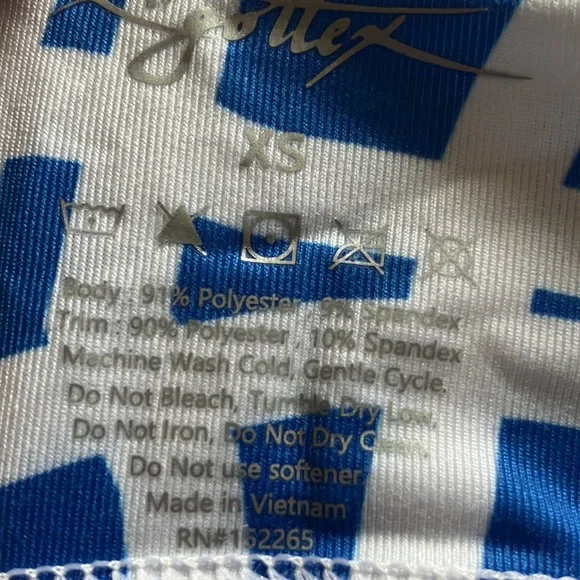 gottex
XS
Body : 91% Polyester , 9% Spandex
Trim : 90% Polyester , 10% Spandex
Machine Wash Cold, Gentle Cycle.
Do Not Bleach, Tumble Dry Low,
Do Not Iron, Do Not Dry Clean,
Do Not use softener
Made in Vietnam
RN#152265